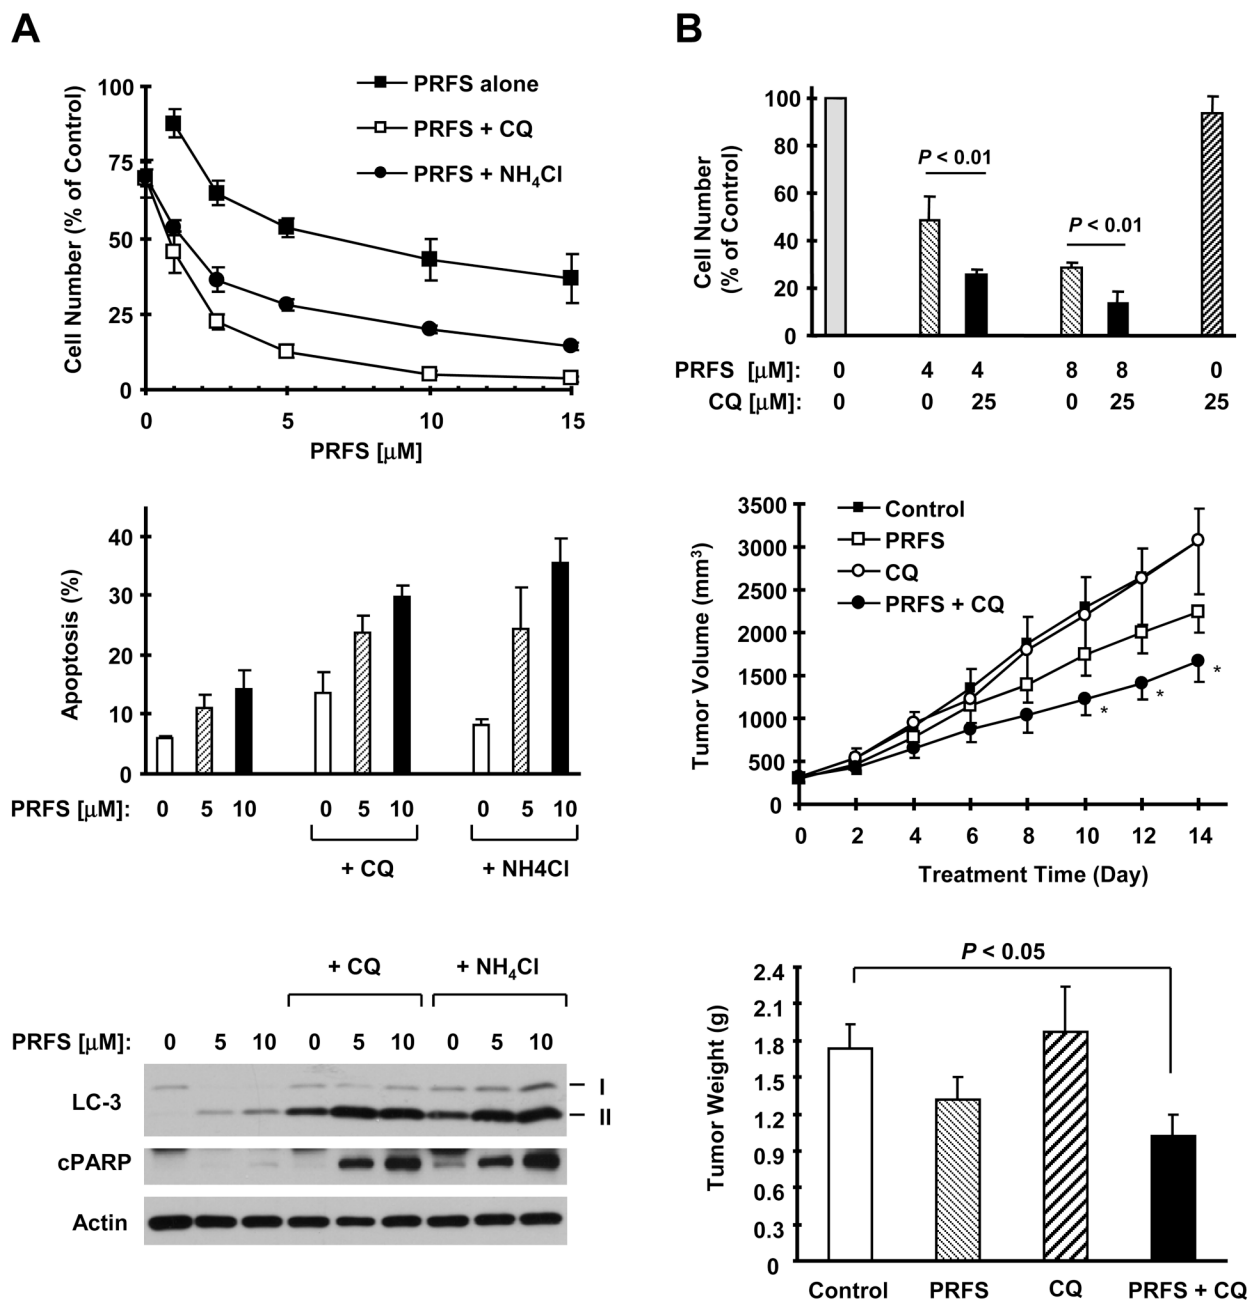 A
Cell Number (% of Control)
100
75
50
25
0
PRFS alone
PRFS + CQ
PRFS + NH₄Cl
0 5 10 15
PRFS [μM]
Apoptosis (%)
40
30
20
10
0
PRFS [μM]: 0 5 10 0 5 10 0 5 10
+ CQ + NH4Cl
+ CQ + NH₄Cl
PRFS [μM]: 0 5 10 0 5 10 0 5 10
LC-3
I
II
cPARP
Actin
B
Cell Number
(% of Control)
100
80
60
40
20
0
P < 0.01
P < 0.01
PRFS [μM]: 0 4 4 8 8 0
CQ [μM]: 0 0 25 0 25 25
Tumor Volume (mm³)
3500
3000
2500
2000
1500
1000
500
0
Control
PRFS
CQ
PRFS + CQ
*
*
*
0 2 4 6 8 10 12 14
Treatment Time (Day)
Tumor Weight (g)
2.4
2.1
1.8
1.5
1.2
0.9
0.6
0.3
0
P < 0.05
Control PRFS CQ PRFS + CQ